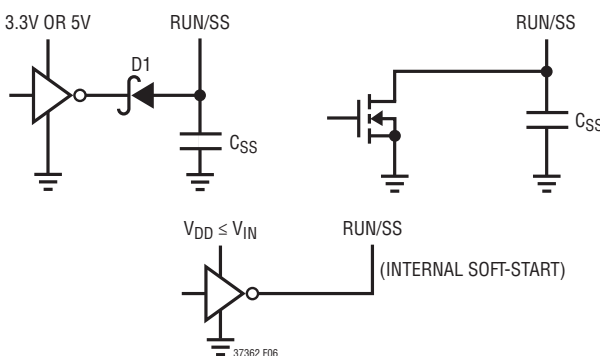 3.3V OR 5V
RUN/SS
D1
CSS
RUN/SS
CSS
VDD ≤ VIN
RUN/SS
(INTERNAL SOFT-START)
37362 F06